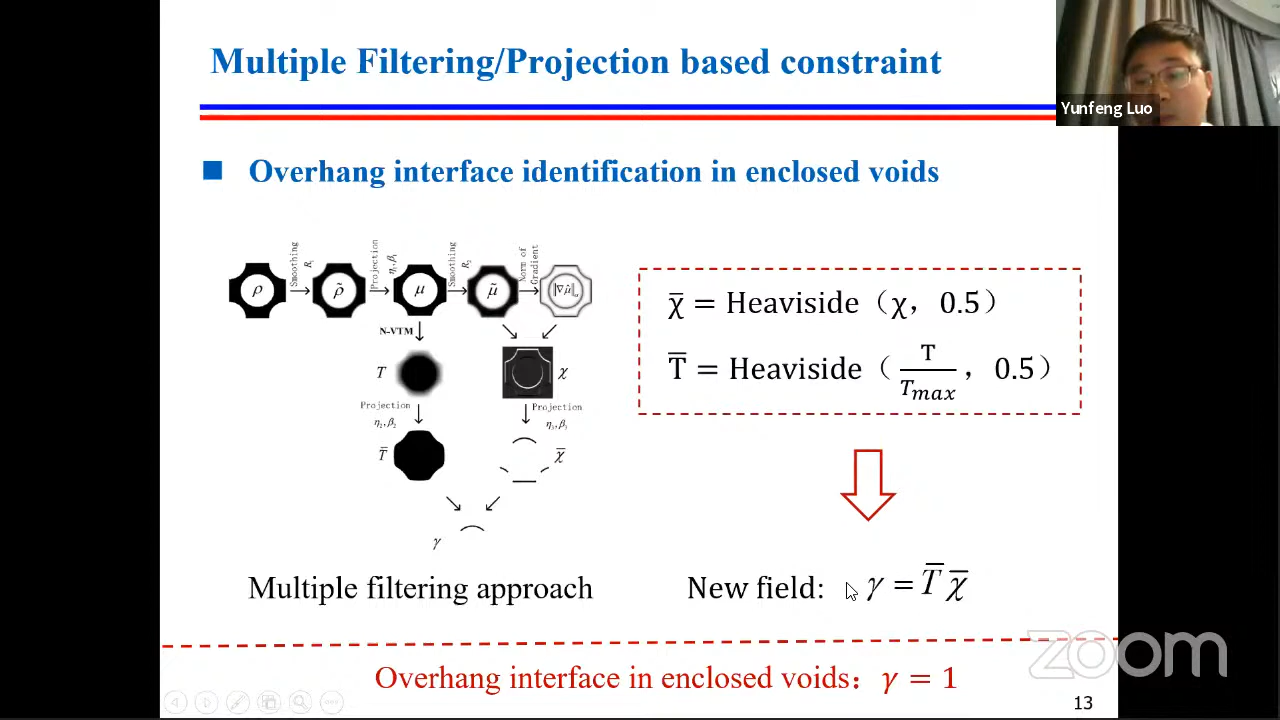 Multiple Filtering/Projection based constraint
Yunfeng Luo
Overhang interface identification in enclosed voids
Smoothing R₁
Projection η₁,β₁
Smoothing R₂
Norm of Gradient
ρ
ρ̃
μ
μ̃
N-VTM
T
χ
Projection
η₂,β₂
Projection
η₃,β₃
T̅
χ̅
γ
χ̅ = Heaviside（χ，0.5）
T̅ = Heaviside（T/Tmax，0.5）
Multiple filtering approach
New field: γ = T̅ χ̅
Overhang interface in enclosed voids：γ = 1
zoom
13